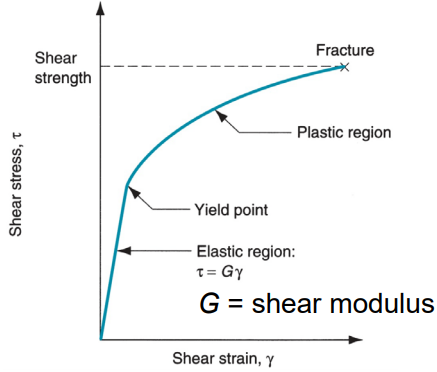 Fracture
Shear
strength
Plastic region
Shear stress, τ
Yield point
Elastic region:
τ = Gγ
G = shear modulus
Shear strain, γ